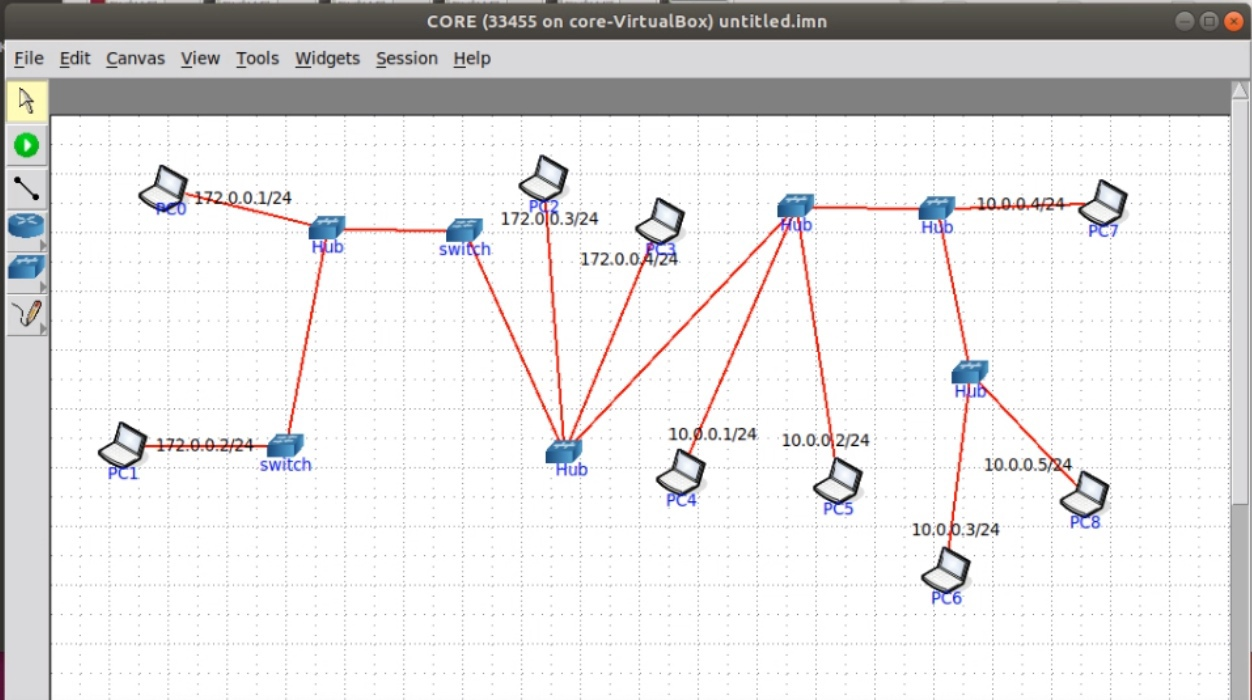 CORE (33455 on core-VirtualBox) untitled.imn
File Edit Canvas View Tools Widgets Session Help
PC0
172.0.0.1/24
Hub
switch
PC2
172.0.0.3/24
PC3
172.0.0.4/24
Hub
Hub
10.0.0.4/24
PC7
Hub
PC1
172.0.0.2/24
switch
Hub
10.0.0.1/24
PC4
10.0.0.2/24
PC5
10.0.0.5/24
PC8
10.0.0.3/24
PC6